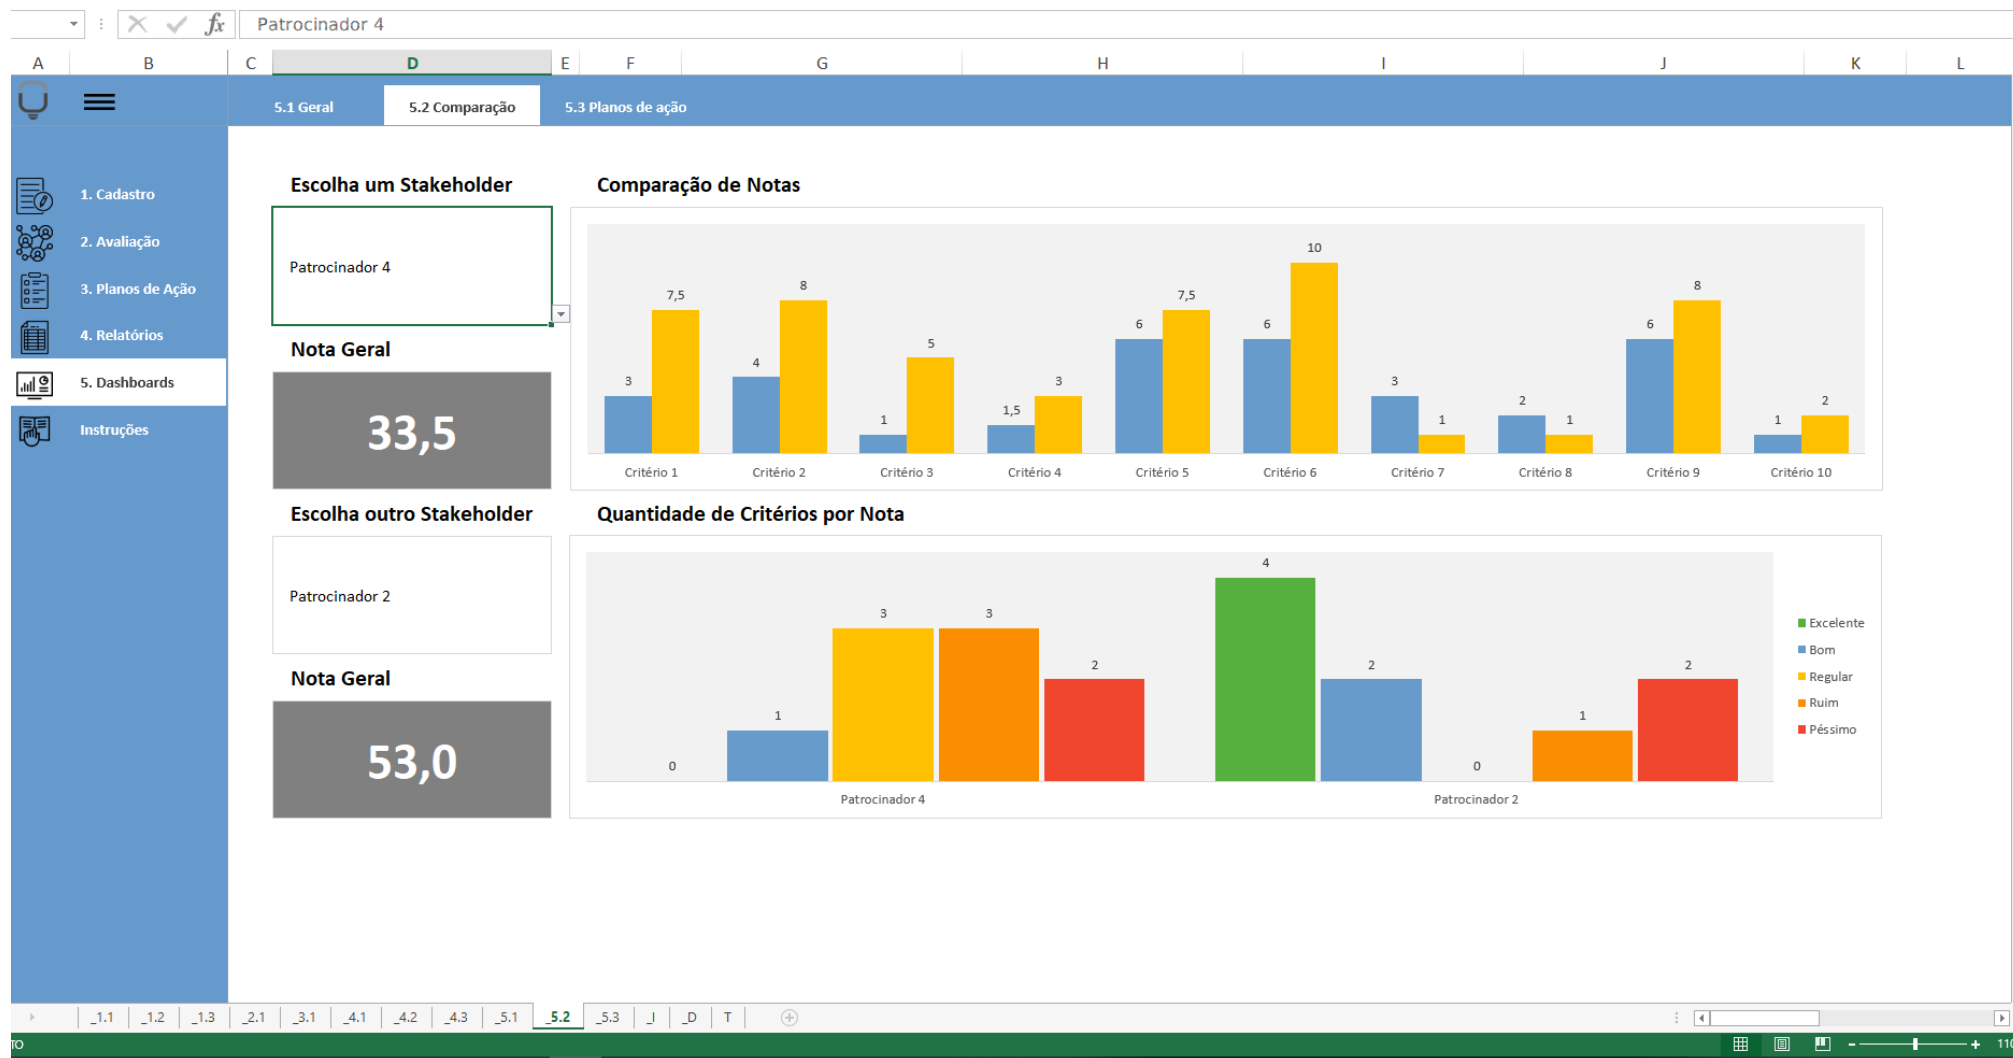 fx Patrocinador 4
A B C D E F G H I J K L
5.1 Geral 5.2 Comparação 5.3 Planos de ação
1. Cadastro
2. Avaliação
3. Planos de Ação
4. Relatórios
5. Dashboards
Instruções
Escolha um Stakeholder
Patrocinador 4
Nota Geral
33,5
Escolha outro Stakeholder
Patrocinador 2
Nota Geral
53,0
Comparação de Notas
3 7,5 4 8 1 5 1,5 3 6 7,5 6 10 3 1 2 1 6 8 1 2
Critério 1 Critério 2 Critério 3 Critério 4 Critério 5 Critério 6 Critério 7 Critério 8 Critério 9 Critério 10
Quantidade de Critérios por Nota
0 1 3 3 2 4 2 0 1 2
Patrocinador 4 Patrocinador 2
Excelente
Bom
Regular
Ruim
Péssimo
_1.1 _1.2 _1.3 _2.1 _3.1 _4.1 _4.2 _4.3 _5.1 _5.2 _5.3 _I _D T